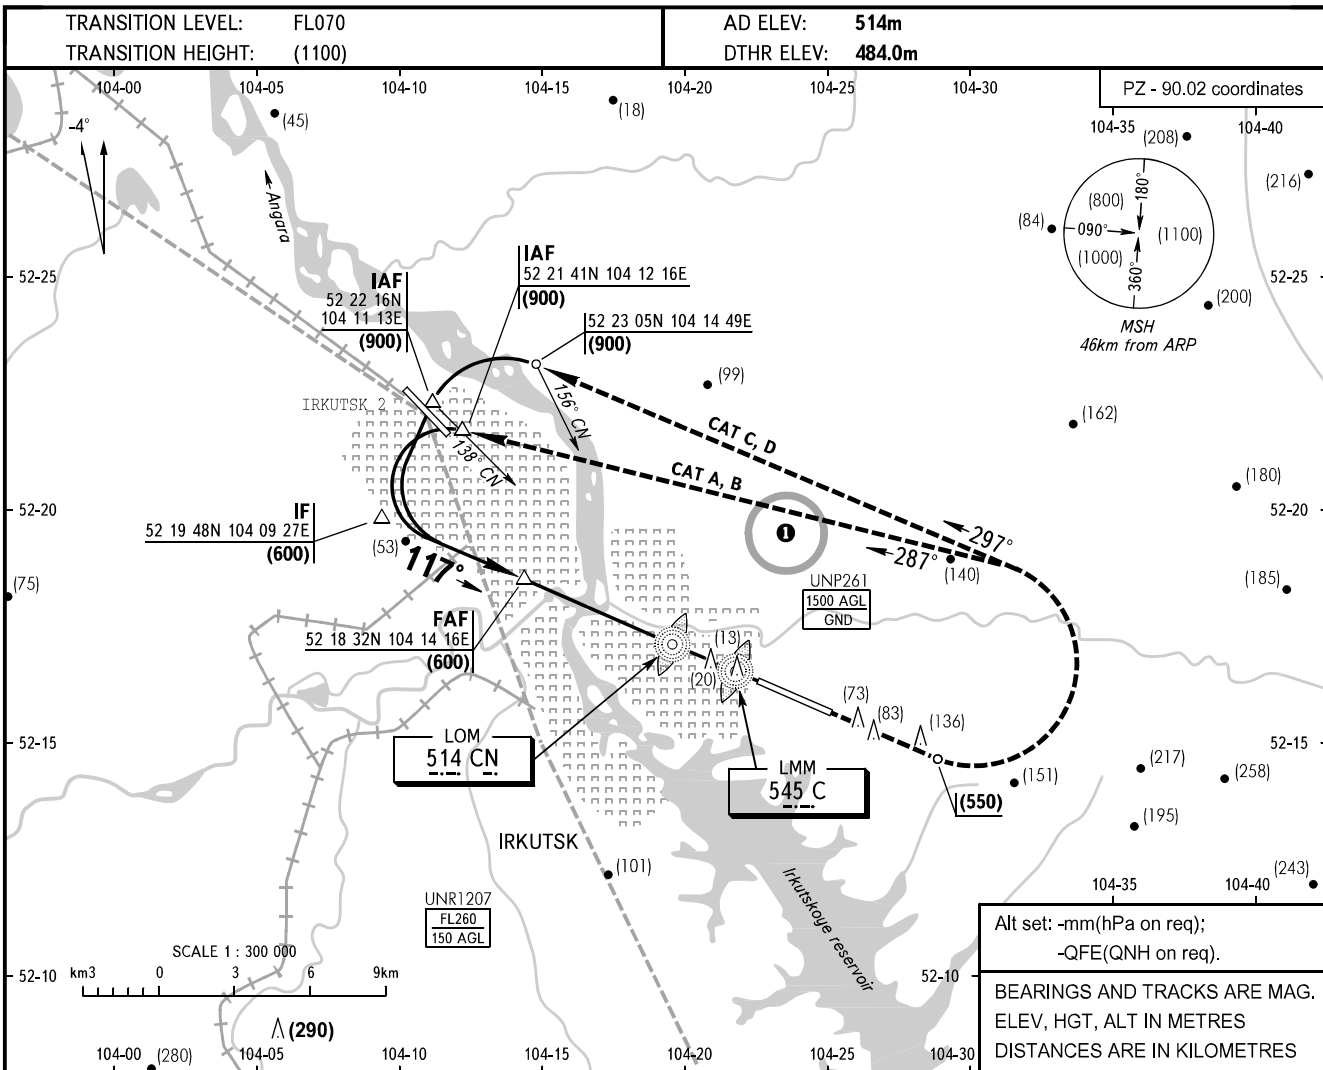 TRANSITION LEVEL: FL070
TRANSITION HEIGHT: (1100)
AD ELEV: 514m
DTHR ELEV: 484.0m
104-00 104-05 104-10 104-15 104-20 104-25 104-30
PZ - 90.02 coordinates
104-35 104-40
-4°
(45)
(18)
(208)
(216)
(84)
180°
(800)
090°
(1100)
(1000)
360°
MSH
46km from ARP
(200)
Angara
52-25
52-25
IAF
52 22 16N
104 11 13E
(900)
IAF
52 21 41N 104 12 16E
(900)
52 23 05N 104 14 49E
(900)
(99)
156° CN
IRKUTSK 2
138° CN
CAT C, D
CAT A, B
(162)
(180)
52-20
52-20
IF
52 19 48N 104 09 27E
(600)
(53)
117°
1
297°
287°
(140)
(75)
(185)
UNP261
1500 AGL
GND
FAF
52 18 32N 104 14 16E
(600)
(13)
(20)
(73)
(83)
(136)
52-15
52-15
LOM
514 CN
LMM
545 C
(550)
(151)
(217)
(258)
(195)
IRKUTSK
(101)
Irkutskoye reservoir
(243)
104-35 104-40
UNR1207
FL260
150 AGL
SCALE 1 : 300 000
km3 0 3 6 9km
52-10
52-10
(290)
(280)
104-00 104-05 104-10 104-15 104-20 104-25 104-30
Alt set: -mm(hPa on req);
-QFE(QNH on req).
BEARINGS AND TRACKS ARE MAG.
ELEV, HGT, ALT IN METRES
DISTANCES ARE IN KILOMETRES